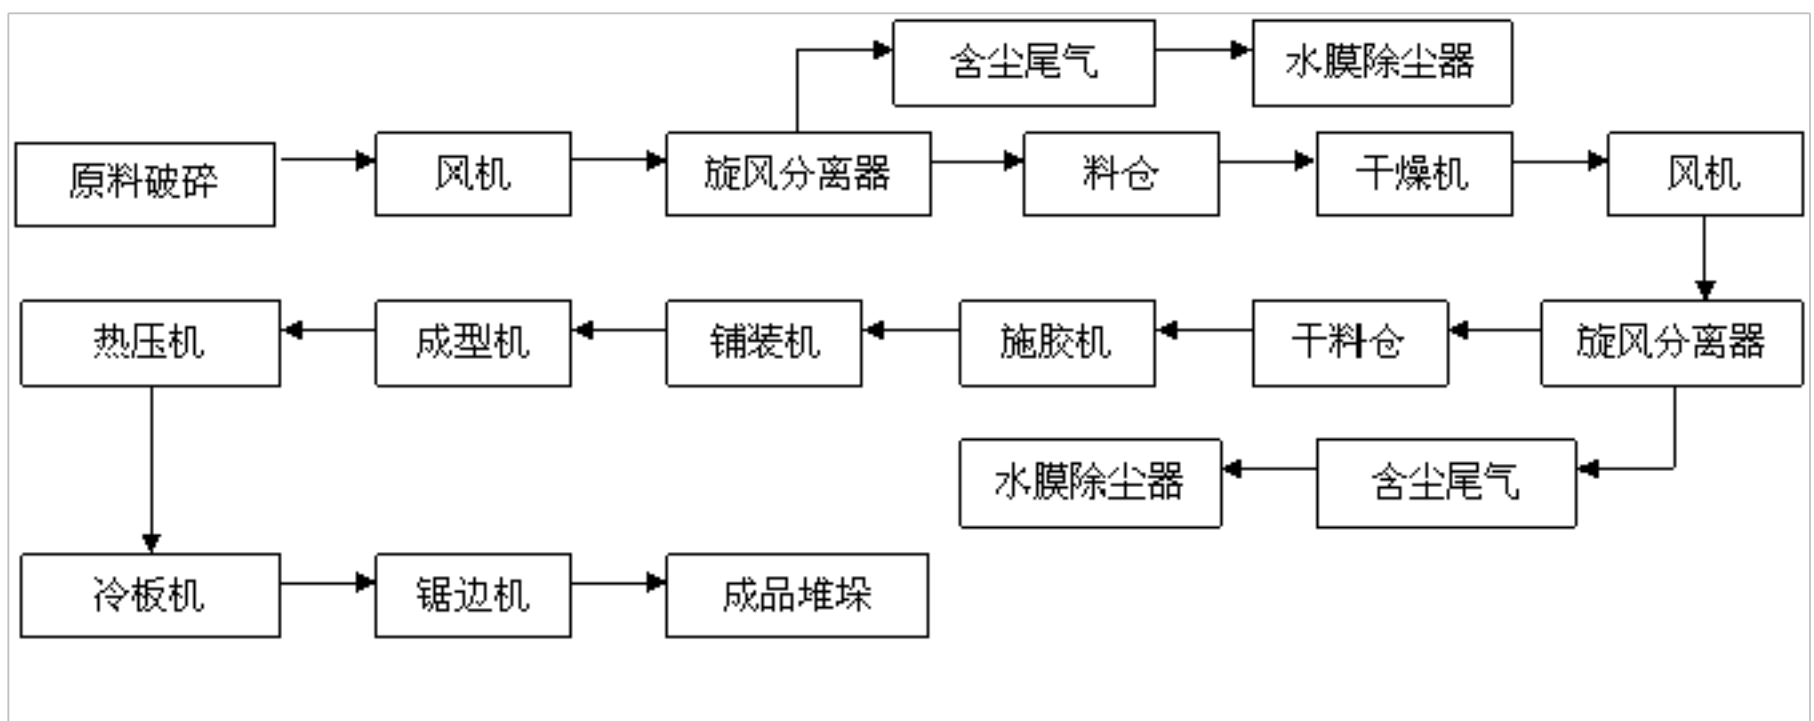 含尘尾气
水膜除尘器
原料破碎
风机
旋风分离器
料仓
干燥机
风机
热压机
成型机
铺装机
施胶机
干料仓
旋风分离器
水膜除尘器
含尘尾气
冷板机
锯边机
成品堆垛